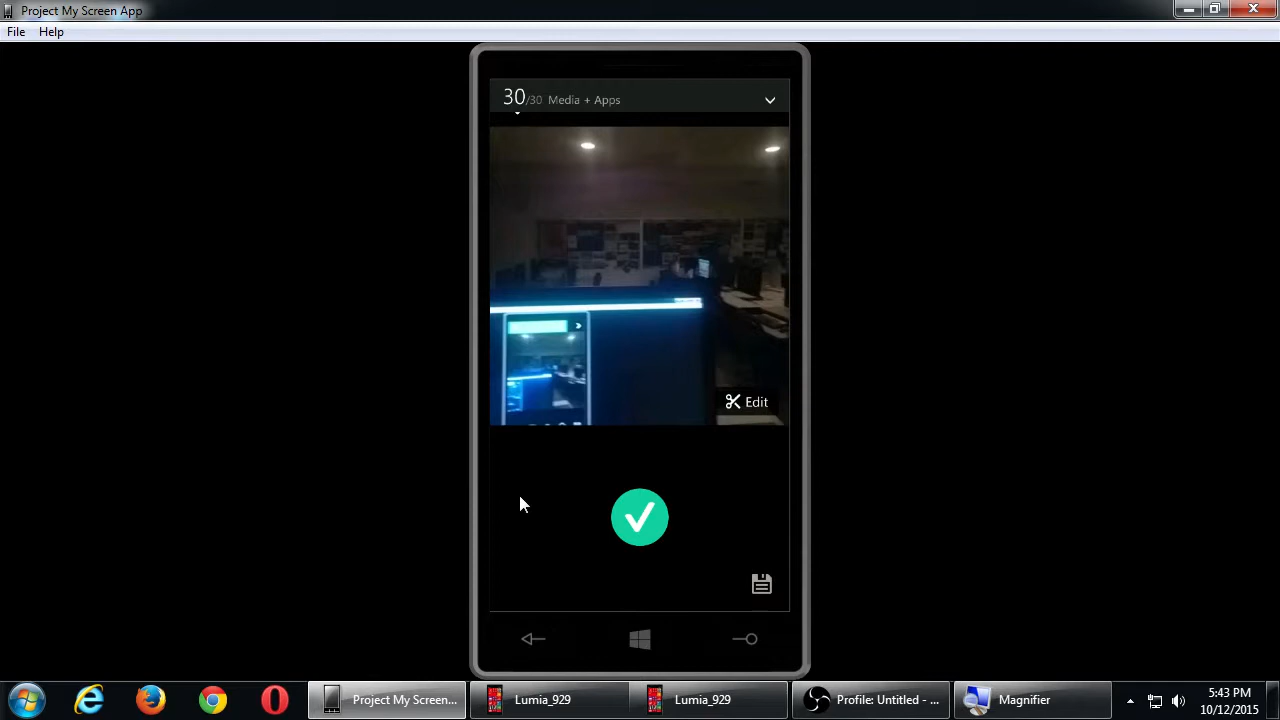 Project My Screen App
File Help
30/30 Media + Apps
Edit
Project My Screen...
Lumia_929
Lumia_929
Profile: Untitled - ...
Magnifier
5:43 PM
10/12/2015